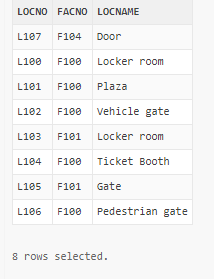 LOCNO FACNO LOCNAME
L107 F104 Door
L100 F100 Locker room
L101 F100 Plaza
L102 F100 Vehicle gate
L103 F101 Locker room
L104 F100 Ticket Booth
L105 F101 Gate
L106 F100 Pedestrian gate
8 rows selected.